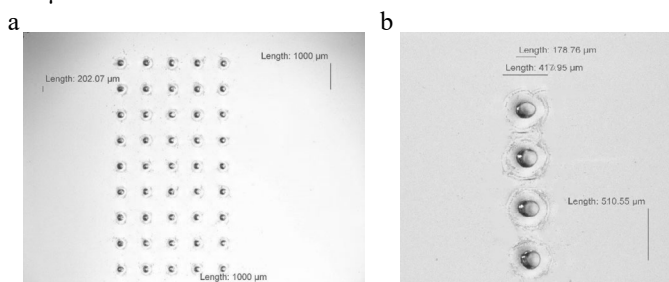 a
b
Length: 1000 µm
Length: 202.07 µm
Length: 1000 µm
Length: 178.76 µm
Length: 417.95 µm
Length: 510.55 µm